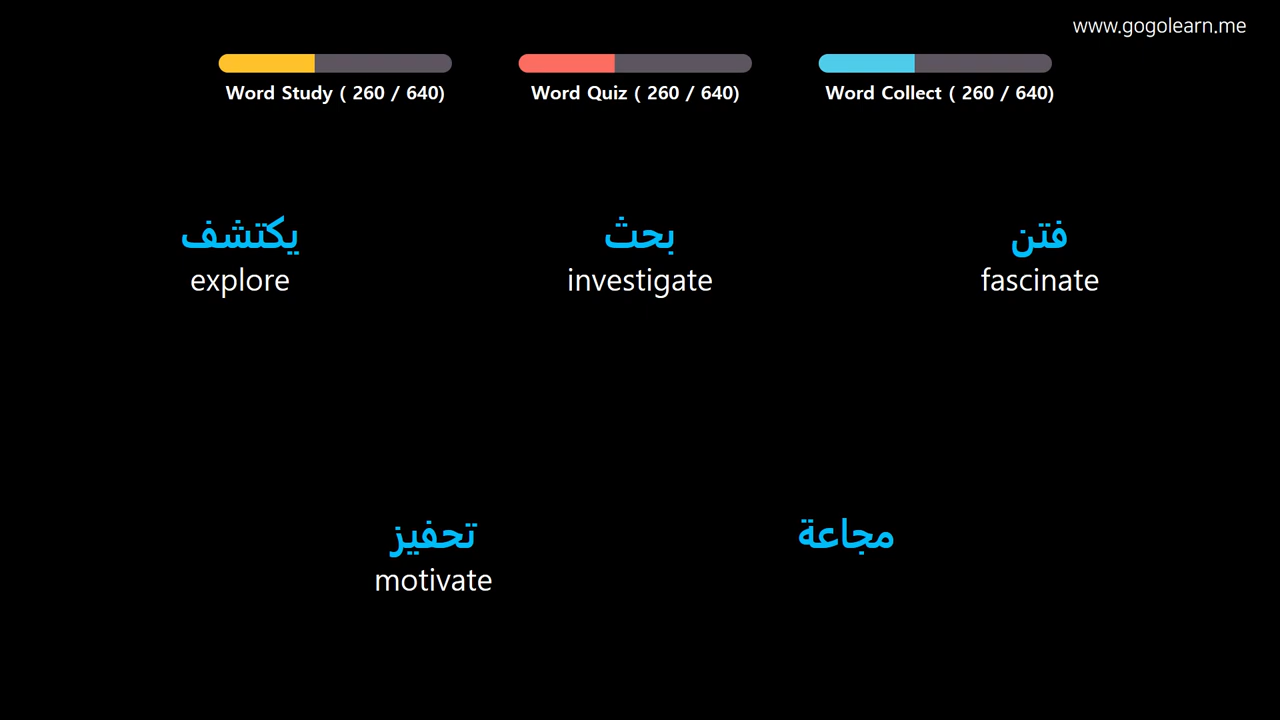 www.gogolearn.me
Word Study ( 260 / 640)
Word Quiz ( 260 / 640)
Word Collect ( 260 / 640)
يكتشف
explore
بحث
investigate
فتن
fascinate
تحفيز
motivate
مجاعة